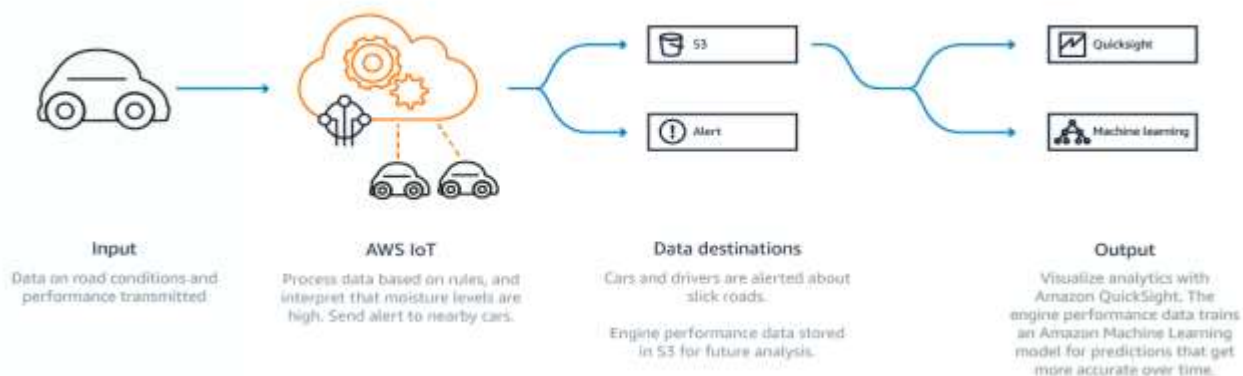 S3
Quicksight
Alert
Machine learning
Input
Data on road conditions and
performance transmitted
AWS IoT
Process data based on rules, and
interpret that moisture levels are
high. Send alert to nearby cars.
Data destinations
Cars and drivers are alerted about
slick roads.
Engine performance data stored
in S3 for future analysis.
Output
Visualize analytics with
Amazon QuickSight. The
engine performance data trains
an Amazon Machine Learning
model for predictions that get
more accurate over time.